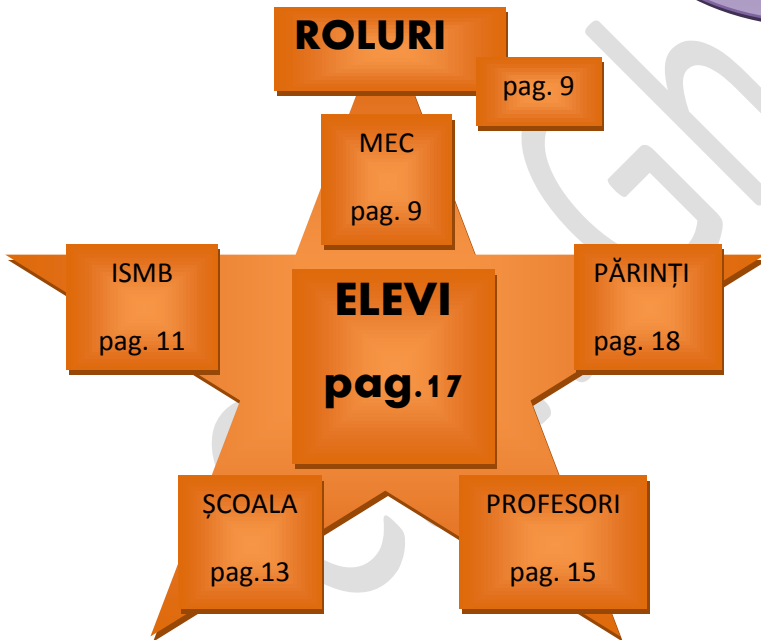 ROLURI
pag. 9
MEC
pag. 9
ISMB
pag. 11
ELEVI
pag.17
PĂRINȚI
pag. 18
ȘCOALA
pag.13
PROFESORI
pag. 15